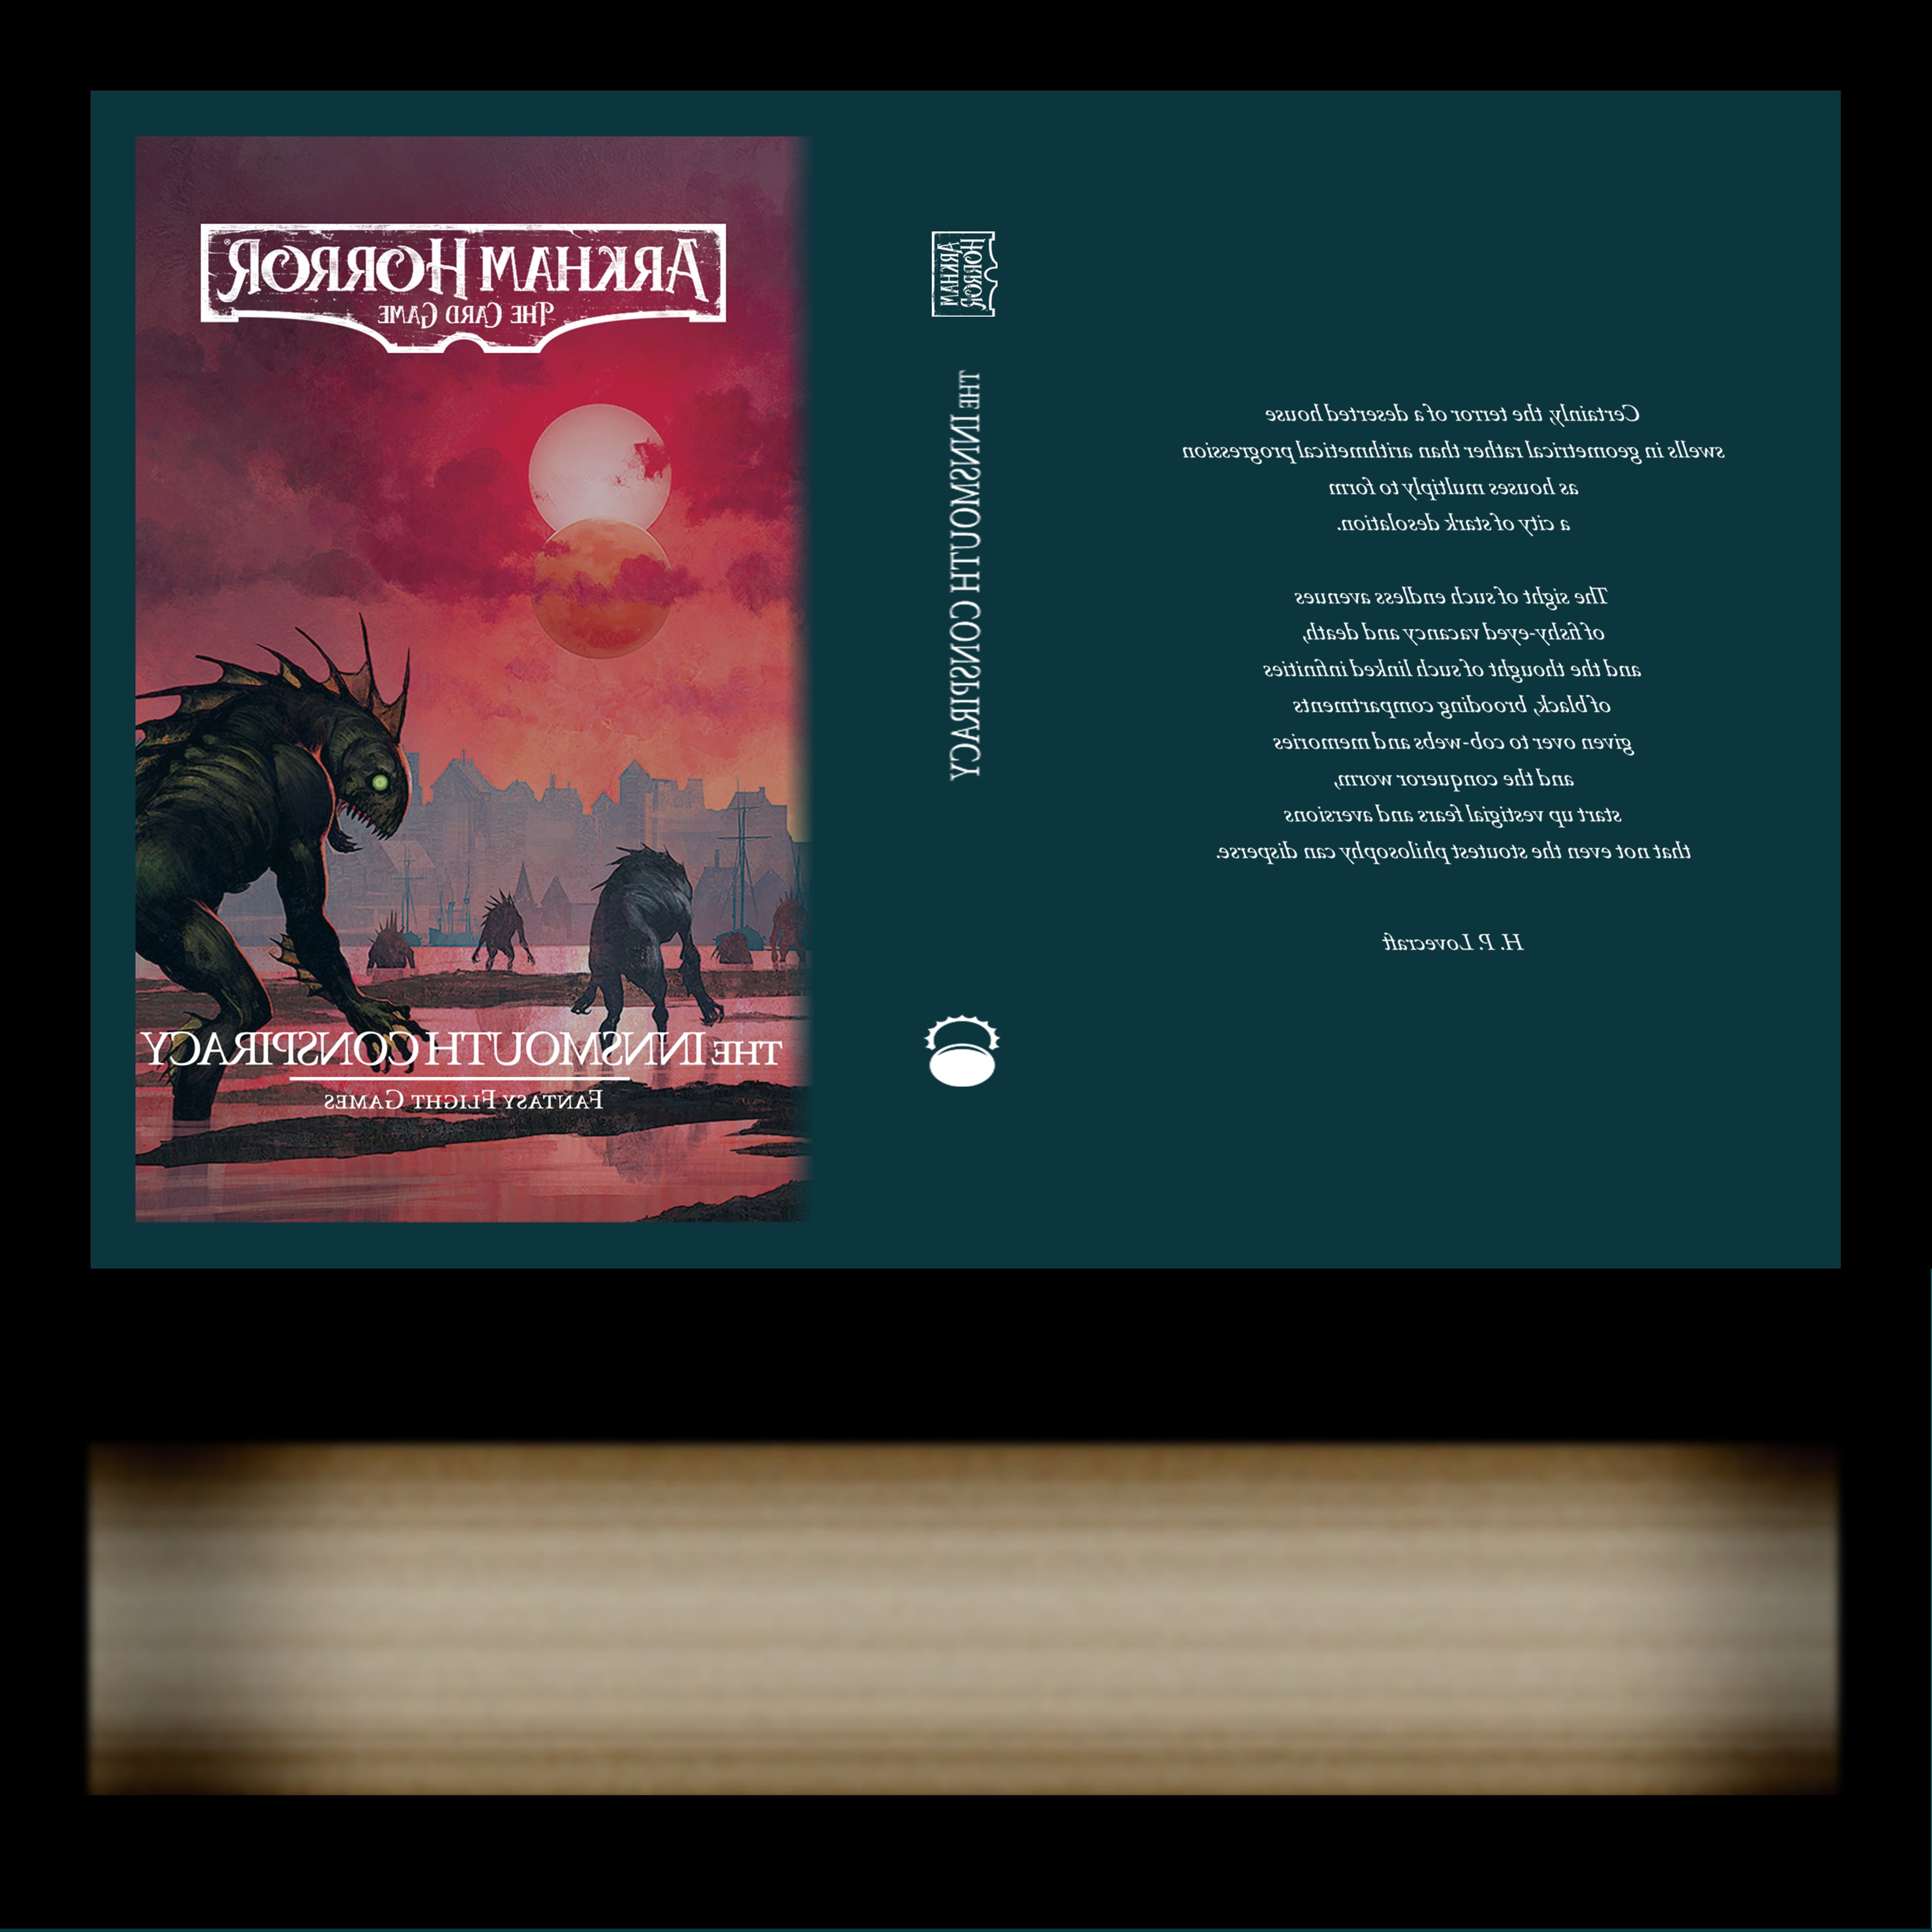 ARKHAM HORROR
THE CARD GAME
THE INNSMOUTH CONSPIRACY
FANTASY FLIGHT GAMES
ARKHAM
HORROR
THE INNSMOUTH CONSPIRACY
Certainly, the terror of a deserted house
swells in geometrical rather than arithmetical progression
as houses multiply to form
a city of stark desolation.
The sight of such endless avenues
of fishy-eyed vacancy and death,
and the thought of such linked infinities
of black, brooding compartments
given over to cob-webs and memories
and the conqueror worm,
start up vestigial fears and aversions
that not even the stoutest philosophy can disperse.
H. P. Lovecraft